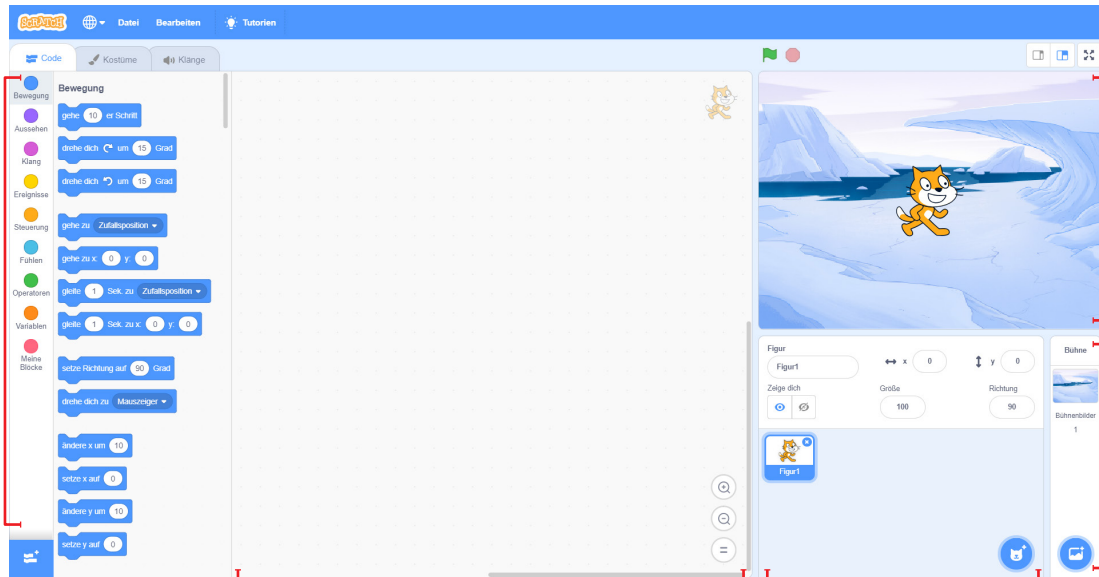 SCRATCH
Datei
Bearbeiten
Tutorien
Code
Kostüme
Klänge
Bewegung
Aussehen
Klang
Ereignisse
Steuerung
Fühlen
Operatoren
Variablen
Meine
Blöcke
Bewegung
gehe 10 er Schritt
drehe dich um 15 Grad
drehe dich um 15 Grad
gehe zu Zufallsposition
gehe zu x: 0 y: 0
gleite 1 Sek. zu Zufallsposition
gleite 1 Sek. zu x: 0 y: 0
setze Richtung auf 90 Grad
drehe dich zu Mauszeiger
ändere x um 10
setze x auf 0
ändere y um 10
setze y auf 0
Figur
Figur1
x 0
y 0
Zeige dich
Größe
100
Richtung
90
Figur1
Bühne
Bühnenbilder
1